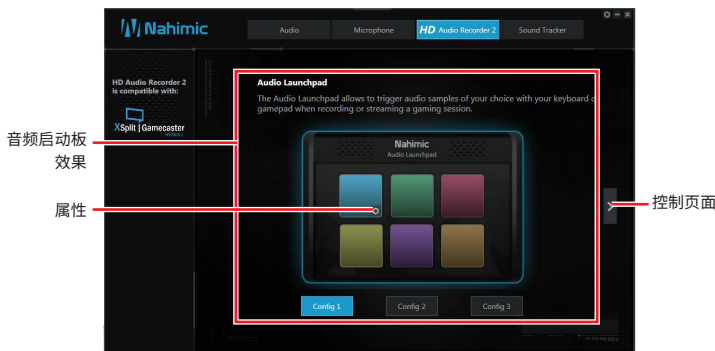 Nahimic
Audio
Microphone
HD Audio Recorder 2
Sound Tracker
HD Audio Recorder 2
is compatible with:
XSplit | Gamecaster
Audio Launchpad
The Audio Launchpad allows to trigger audio samples of your choice with your keyboard o
gamepad when recording or streaming a gaming session.
Nahimic
Audio Launchpad
音频启动板
效果
属性
控制页面
Config 1
Config 2
Config 3